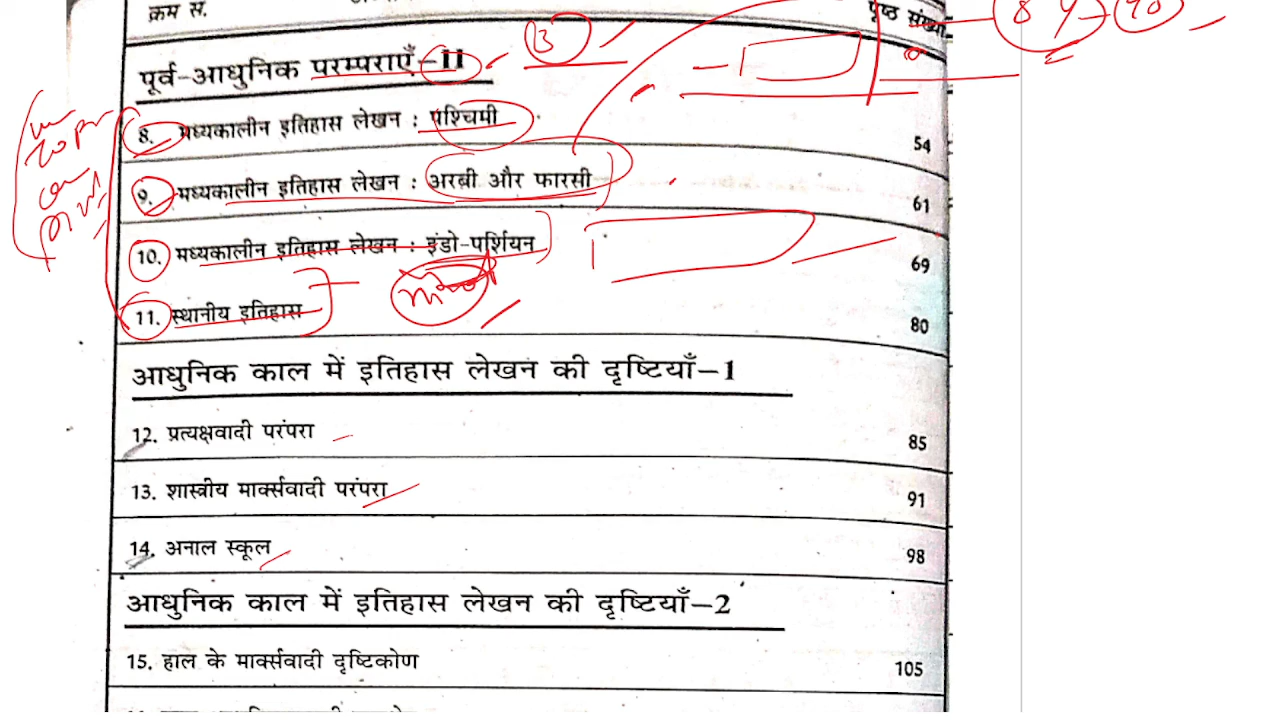 क्रम स.
पृष्ठ संख्या
पूर्व-आधुनिक परम्पराएँ-II
8. मध्यकालीन इतिहास लेखन : पश्चिमी 54
9. मध्यकालीन इतिहास लेखन : अरबी और फारसी 61
10. मध्यकालीन इतिहास लेखन : इंडो-पर्शियन 69
11. स्थानीय इतिहास 80
आधुनिक काल में इतिहास लेखन की दृष्टियाँ-1
12. प्रत्यक्षवादी परंपरा 85
13. शास्त्रीय मार्क्सवादी परंपरा 91
14. अनाल स्कूल 98
आधुनिक काल में इतिहास लेखन की दृष्टियाँ-2
15. हाल के मार्क्सवादी दृष्टिकोण 105